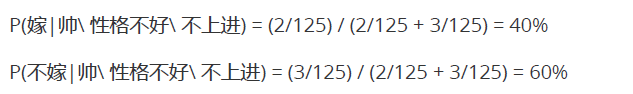 P(嫁|帅\ 性格不好\ 不上进) = (2/125) / (2/125 + 3/125) = 40%
P(不嫁|帅\ 性格不好\ 不上进) = (3/125) / (2/125 + 3/125) = 60%